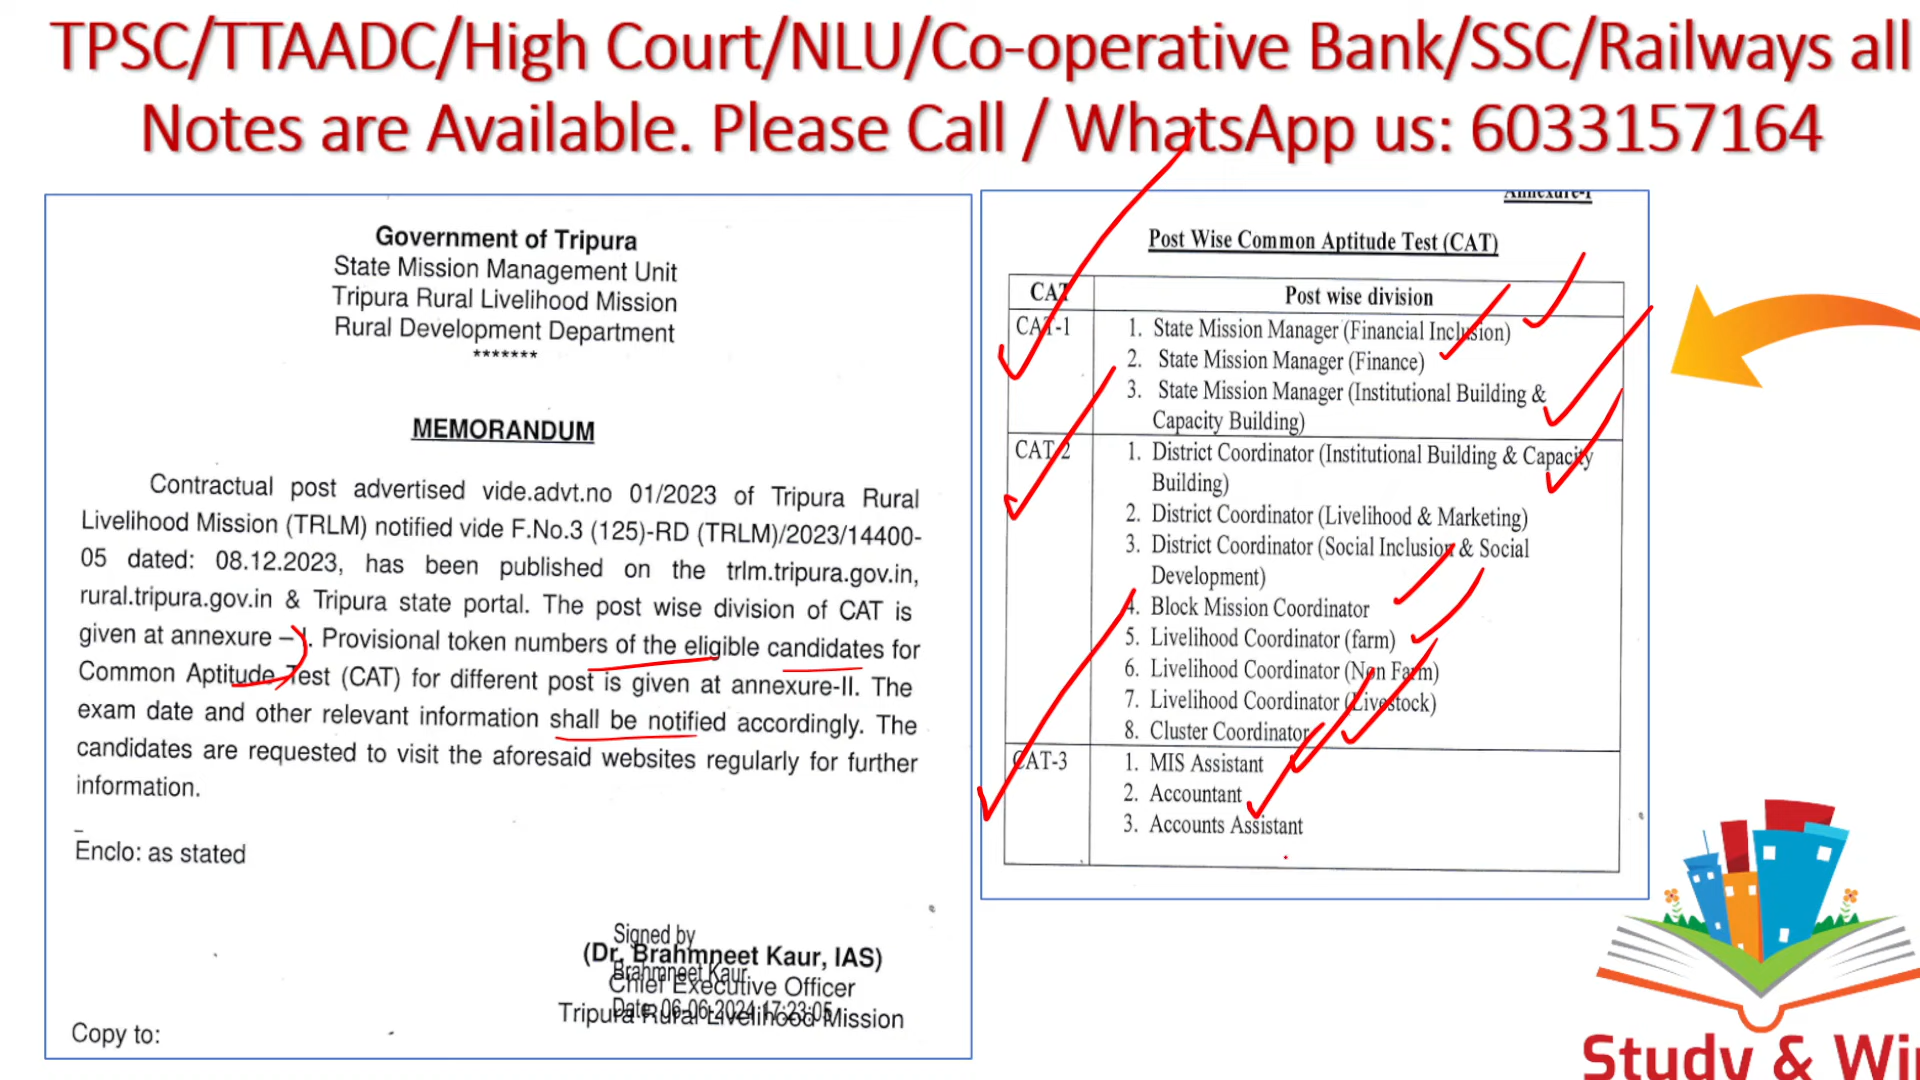 TPSC/TTAADC/High Court/NLU/Co-operative Bank/SSC/Railways all
Notes are Available. Please Call / WhatsApp us: 6033157164
Government of Tripura
State Mission Management Unit
Tripura Rural Livelihood Mission
Rural Development Department
*******
MEMORANDUM
Contractual post advertised vide.advt.no 01/2023 of Tripura Rural
Livelihood Mission (TRLM) notified vide F.No.3 (125)-RD (TRLM)/2023/14400-
05 dated: 08.12.2023, has been published on the trlm.tripura.gov.in,
rural.tripura.gov.in & Tripura state portal. The post wise division of CAT is
given at annexure – I. Provisional token numbers of the eligible candidates for
Common Aptitude Test (CAT) for different post is given at annexure-II. The
exam date and other relevant information shall be notified accordingly. The
candidates are requested to visit the aforesaid websites regularly for further
information.
Enclo: as stated
Signed by
(Dr. Brahmneet Kaur, IAS)
Brahmneet Kaur
Chief Executive Officer
Date: 06-06-2024 17:23:05
Tripura Rural Livelihood Mission
Copy to:
Annexure-I
Post Wise Common Aptitude Test (CAT)
CAT Post wise division
CAT-1 1. State Mission Manager (Financial Inclusion)
2. State Mission Manager (Finance)
3. State Mission Manager (Institutional Building &
Capacity Building)
CAT-2 1. District Coordinator (Institutional Building & Capacity
Building)
2. District Coordinator (Livelihood & Marketing)
3. District Coordinator (Social Inclusion & Social
Development)
4. Block Mission Coordinator
5. Livelihood Coordinator (farm)
6. Livelihood Coordinator (Non Farm)
7. Livelihood Coordinator (Livestock)
8. Cluster Coordinator
CAT-3 1. MIS Assistant
2. Accountant
3. Accounts Assistant
Study & Wi